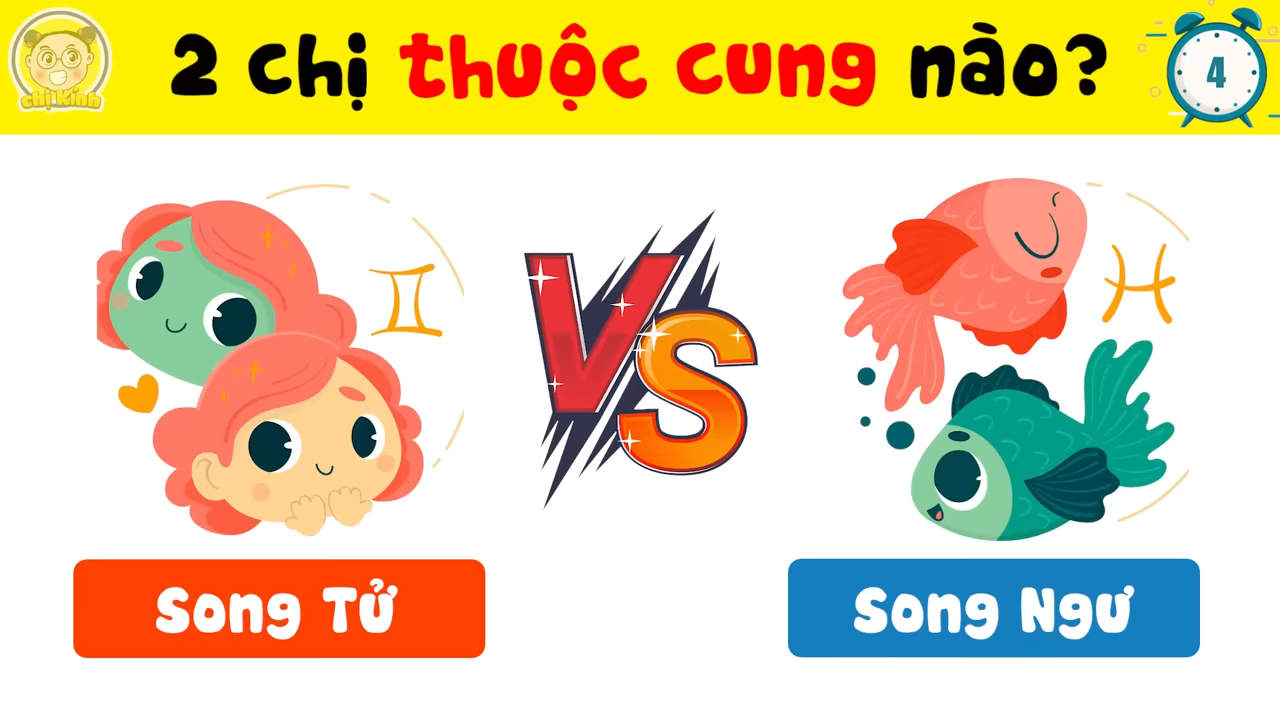 chị Kính
2 chị thuộc cung nào?
4
VS
Song Tử
Song Ngư